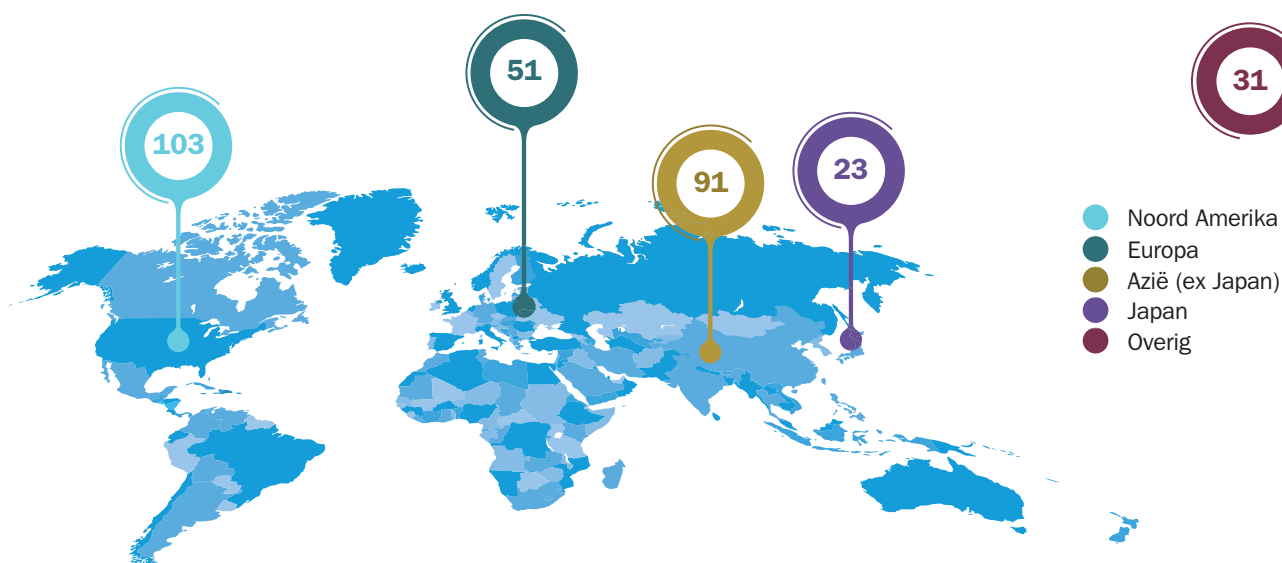 51
31
103
91
23
Noord Amerika
Europa
Azië (ex Japan)
Japan
Overig